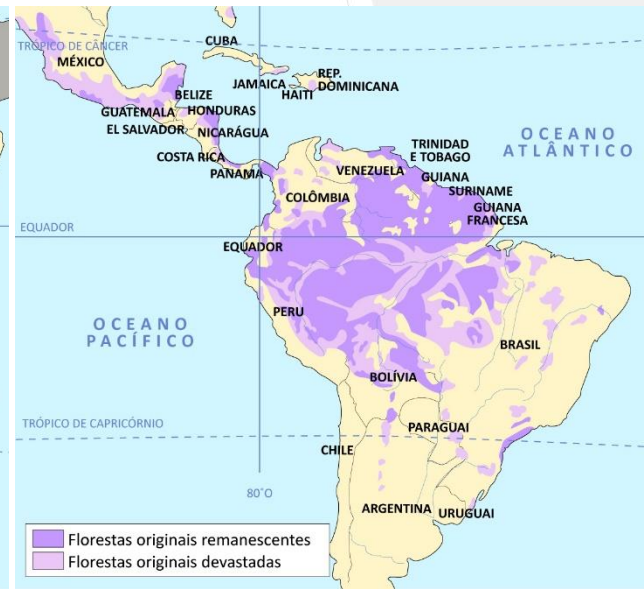 TRÓPICO DE CÂNCER
MÉXICO
CUBA
JAMAICA
HAITI
REP.
DOMINICANA
BELIZE
GUATEMALA
HONDURAS
EL SALVADOR
NICARÁGUA
COSTA RICA
PANAMÁ
OCEANO
ATLÂNTICO
TRINIDAD
E TOBAGO
VENEZUELA
GUIANA
SURINAME
GUIANA
FRANCESA
COLÔMBIA
EQUADOR
EQUADOR
PERU
OCEANO
PACÍFICO
BRASIL
BOLÍVIA
TRÓPICO DE CAPRICÓRNIO
PARAGUAI
CHILE
80°O
ARGENTINA
URUGUAI
Florestas originais remanescentes
Florestas originais devastadas